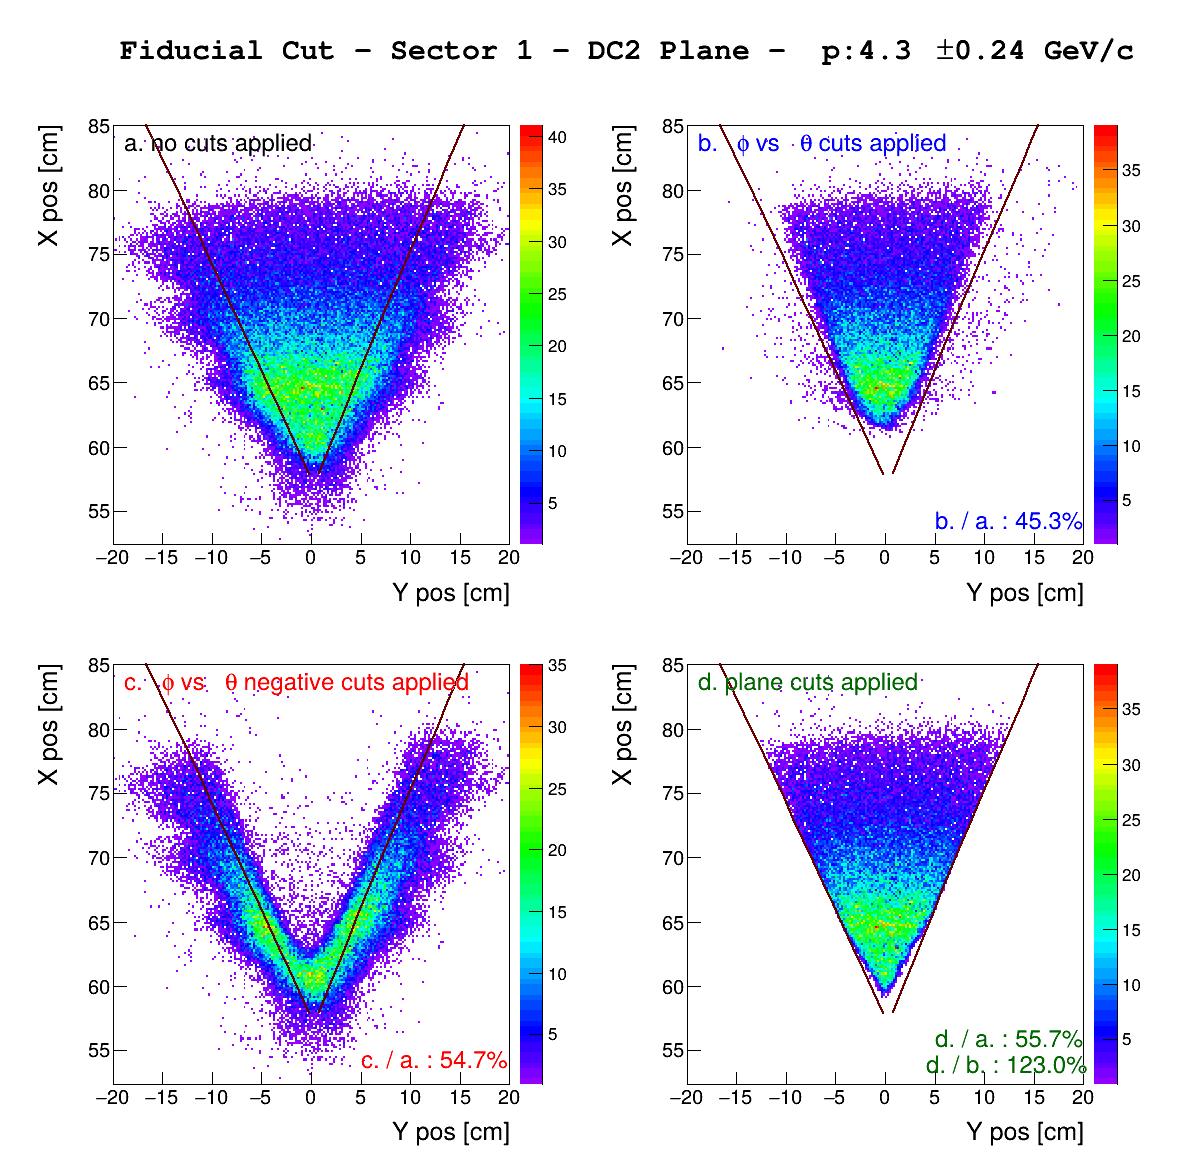 Fiducial Cut − Sector 1 − DC2 Plane − p:4.3 ±0.24 GeV/c
a. no cuts applied
X pos [cm]
85
80
75
70
65
60
55
−20 −15 −10 −5 0 5 10 15 20
Y pos [cm]
40
35
30
25
20
15
10
5
b. ϕ vs θ cuts applied
X pos [cm]
85
80
75
70
65
60
55
b. / a. : 45.3%
−20 −15 −10 −5 0 5 10 15 20
Y pos [cm]
35
30
25
20
15
10
5
c. ϕ vs θ negative cuts applied
X pos [cm]
85
80
75
70
65
60
55
c. / a. : 54.7%
−20 −15 −10 −5 0 5 10 15 20
Y pos [cm]
35
30
25
20
15
10
5
d. plane cuts applied
X pos [cm]
85
80
75
70
65
60
55
d. / a. : 55.7%
d. / b. : 123.0%
−20 −15 −10 −5 0 5 10 15 20
Y pos [cm]
35
30
25
20
15
10
5